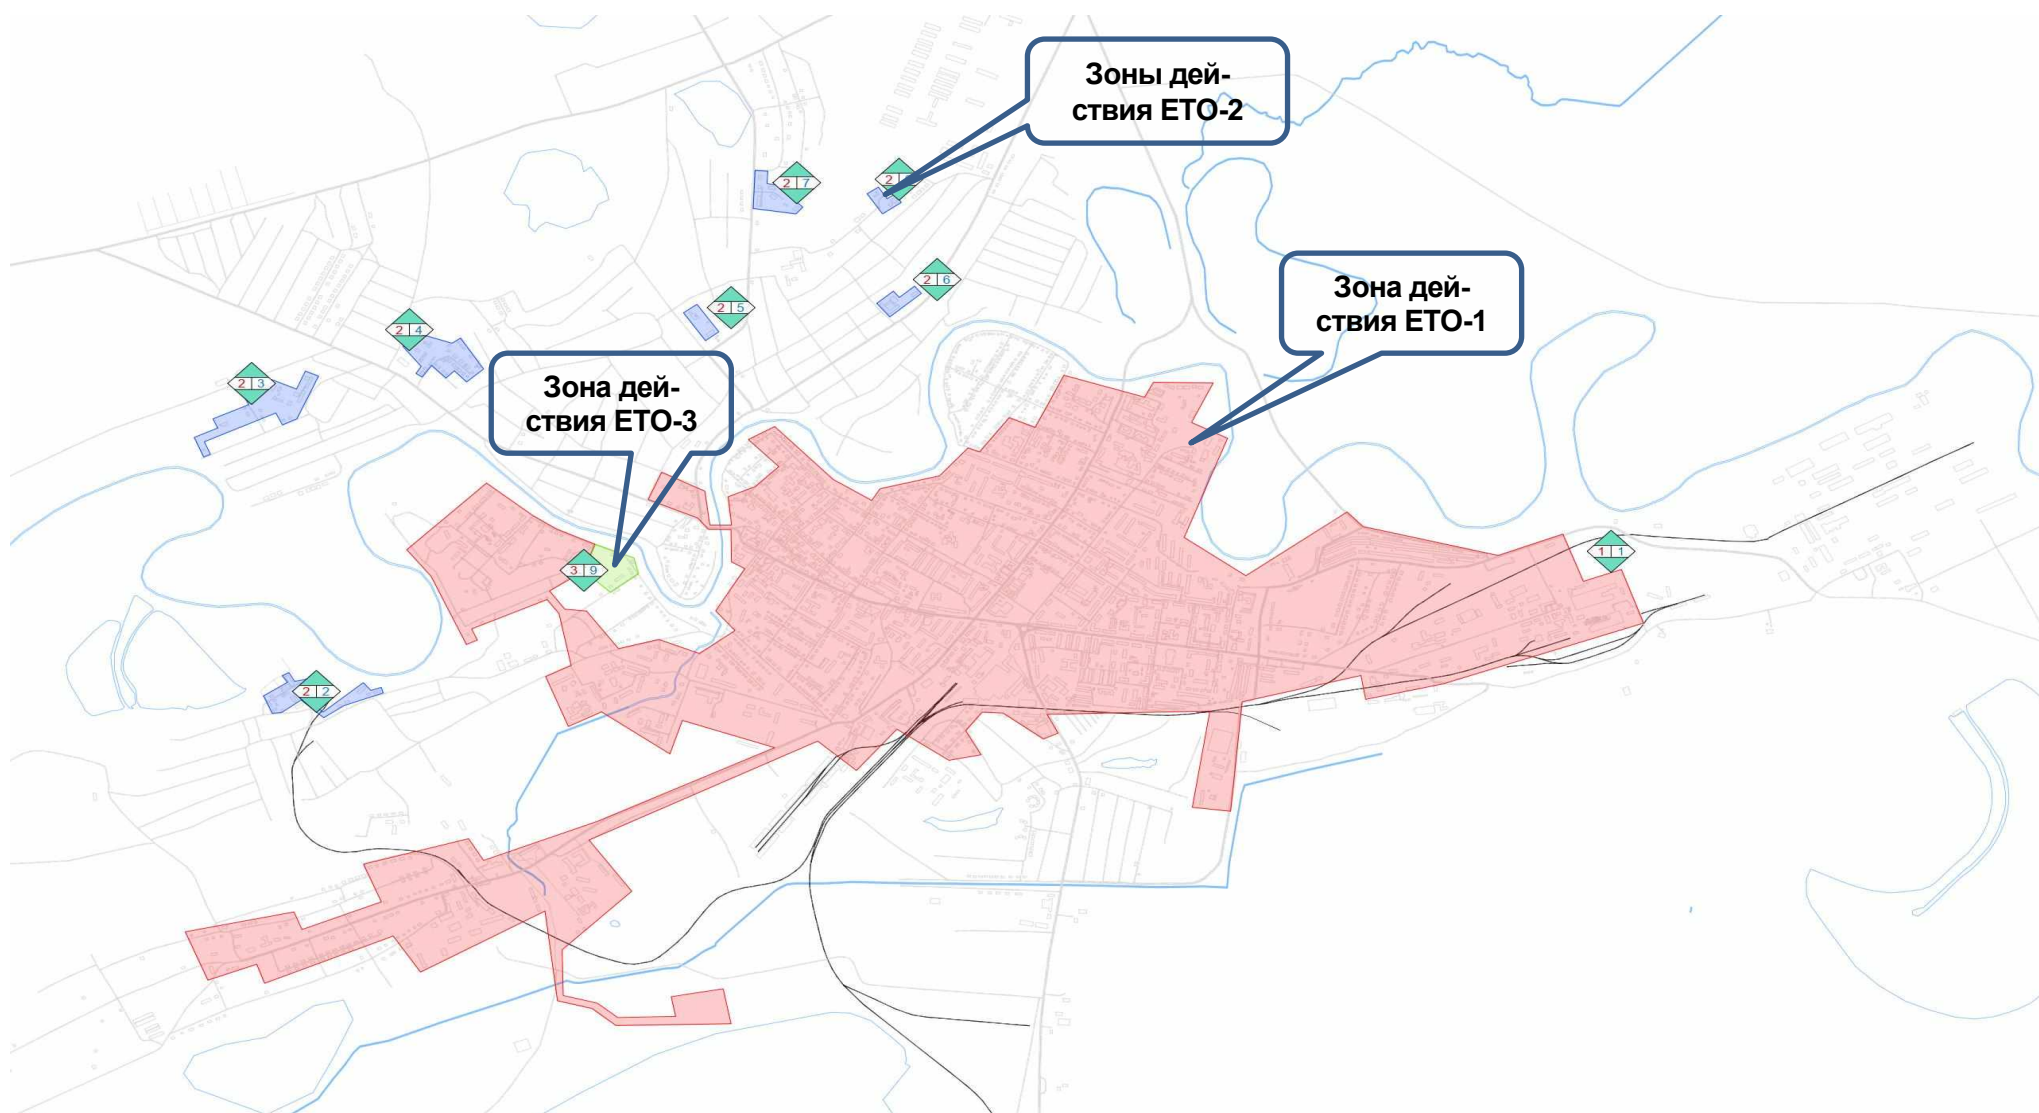 Зоны дей-
ствия ЕТО-2
2 7
2
2 6
Зона дей-
ствия ЕТО-1
2 5
2 4
2 3
Зона дей-
ствия ЕТО-3
1 1
3 9
2 2